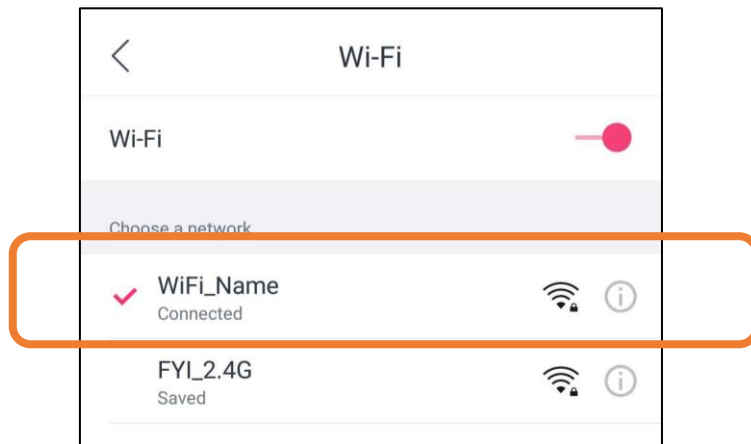 Wi-Fi
Wi-Fi
Choose a network
WiFi_Name
Connected
FYI_2.4G
Saved